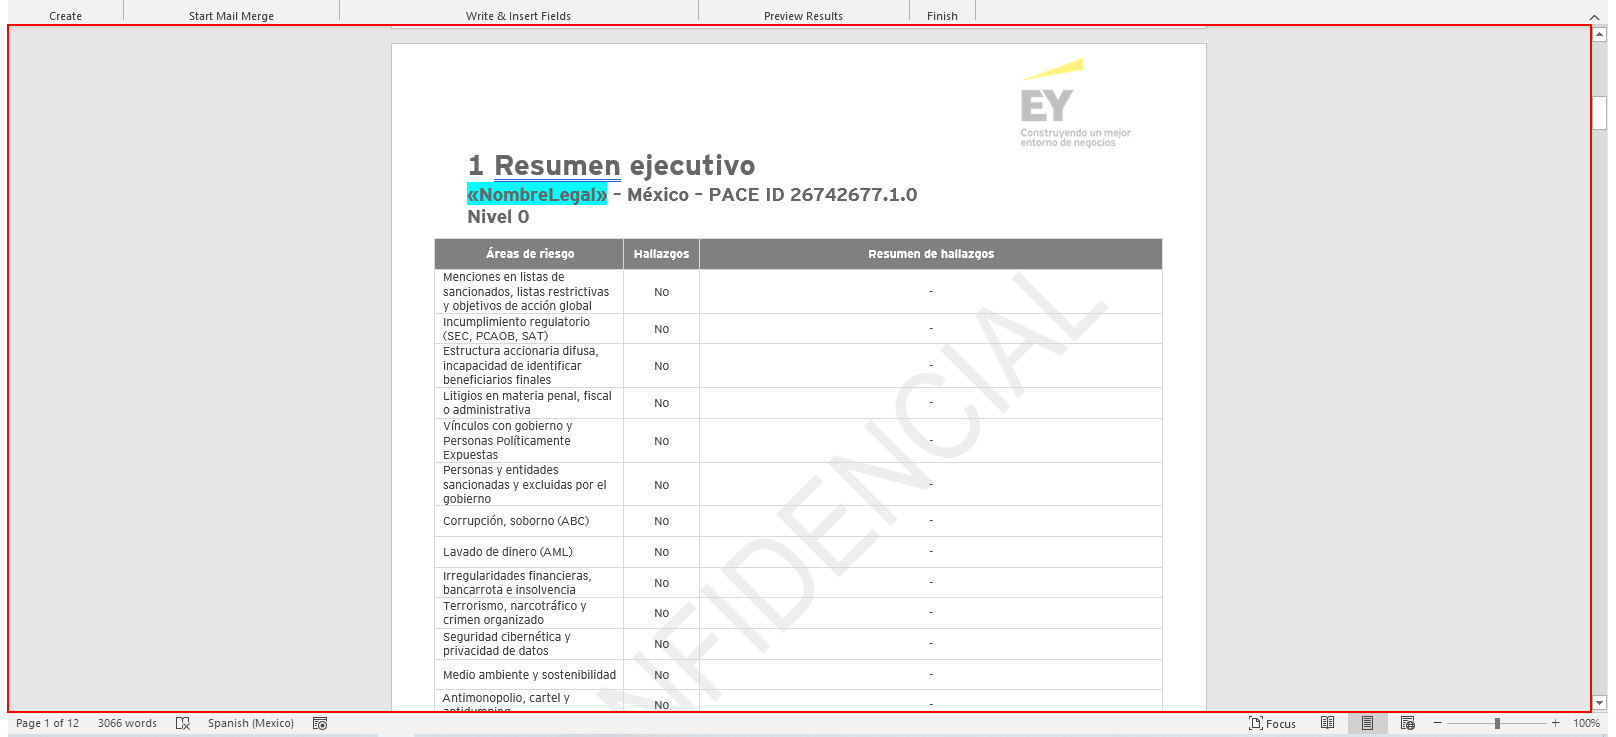 Create Start Mail Merge Write & Insert Fields Preview Results Finish
EY
Construyendo un mejor
entorno de negocios
1 Resumen ejecutivo
«NombreLegal» – México – PACE ID 26742677.1.0
Nivel 0
Áreas de riesgo Hallazgos Resumen de hallazgos
Menciones en listas de
sancionados, listas restrictivas
y objetivos de acción global
No -
Incumplimiento regulatorio
(SEC, PCAOB, SAT)
No -
Estructura accionaria difusa,
incapacidad de identificar
beneficiarios finales
No -
Litigios en materia penal, fiscal
o administrativa
No -
Vínculos con gobierno y
Personas Políticamente
Expuestas
No -
Personas y entidades
sancionadas y excluidas por el
gobierno
No -
Corrupción, soborno (ABC) No -
Lavado de dinero (AML) No -
Irregularidades financieras,
bancarrota e insolvencia
No -
Terrorismo, narcotráfico y
crimen organizado
No -
Seguridad cibernética y
privacidad de datos
No -
Medio ambiente y sostenibilidad No -
Antimonopolio, cartel y
antidumping
No -
NFIDENCIAL
Page 1 of 12 3066 words Spanish (Mexico) Focus 100%